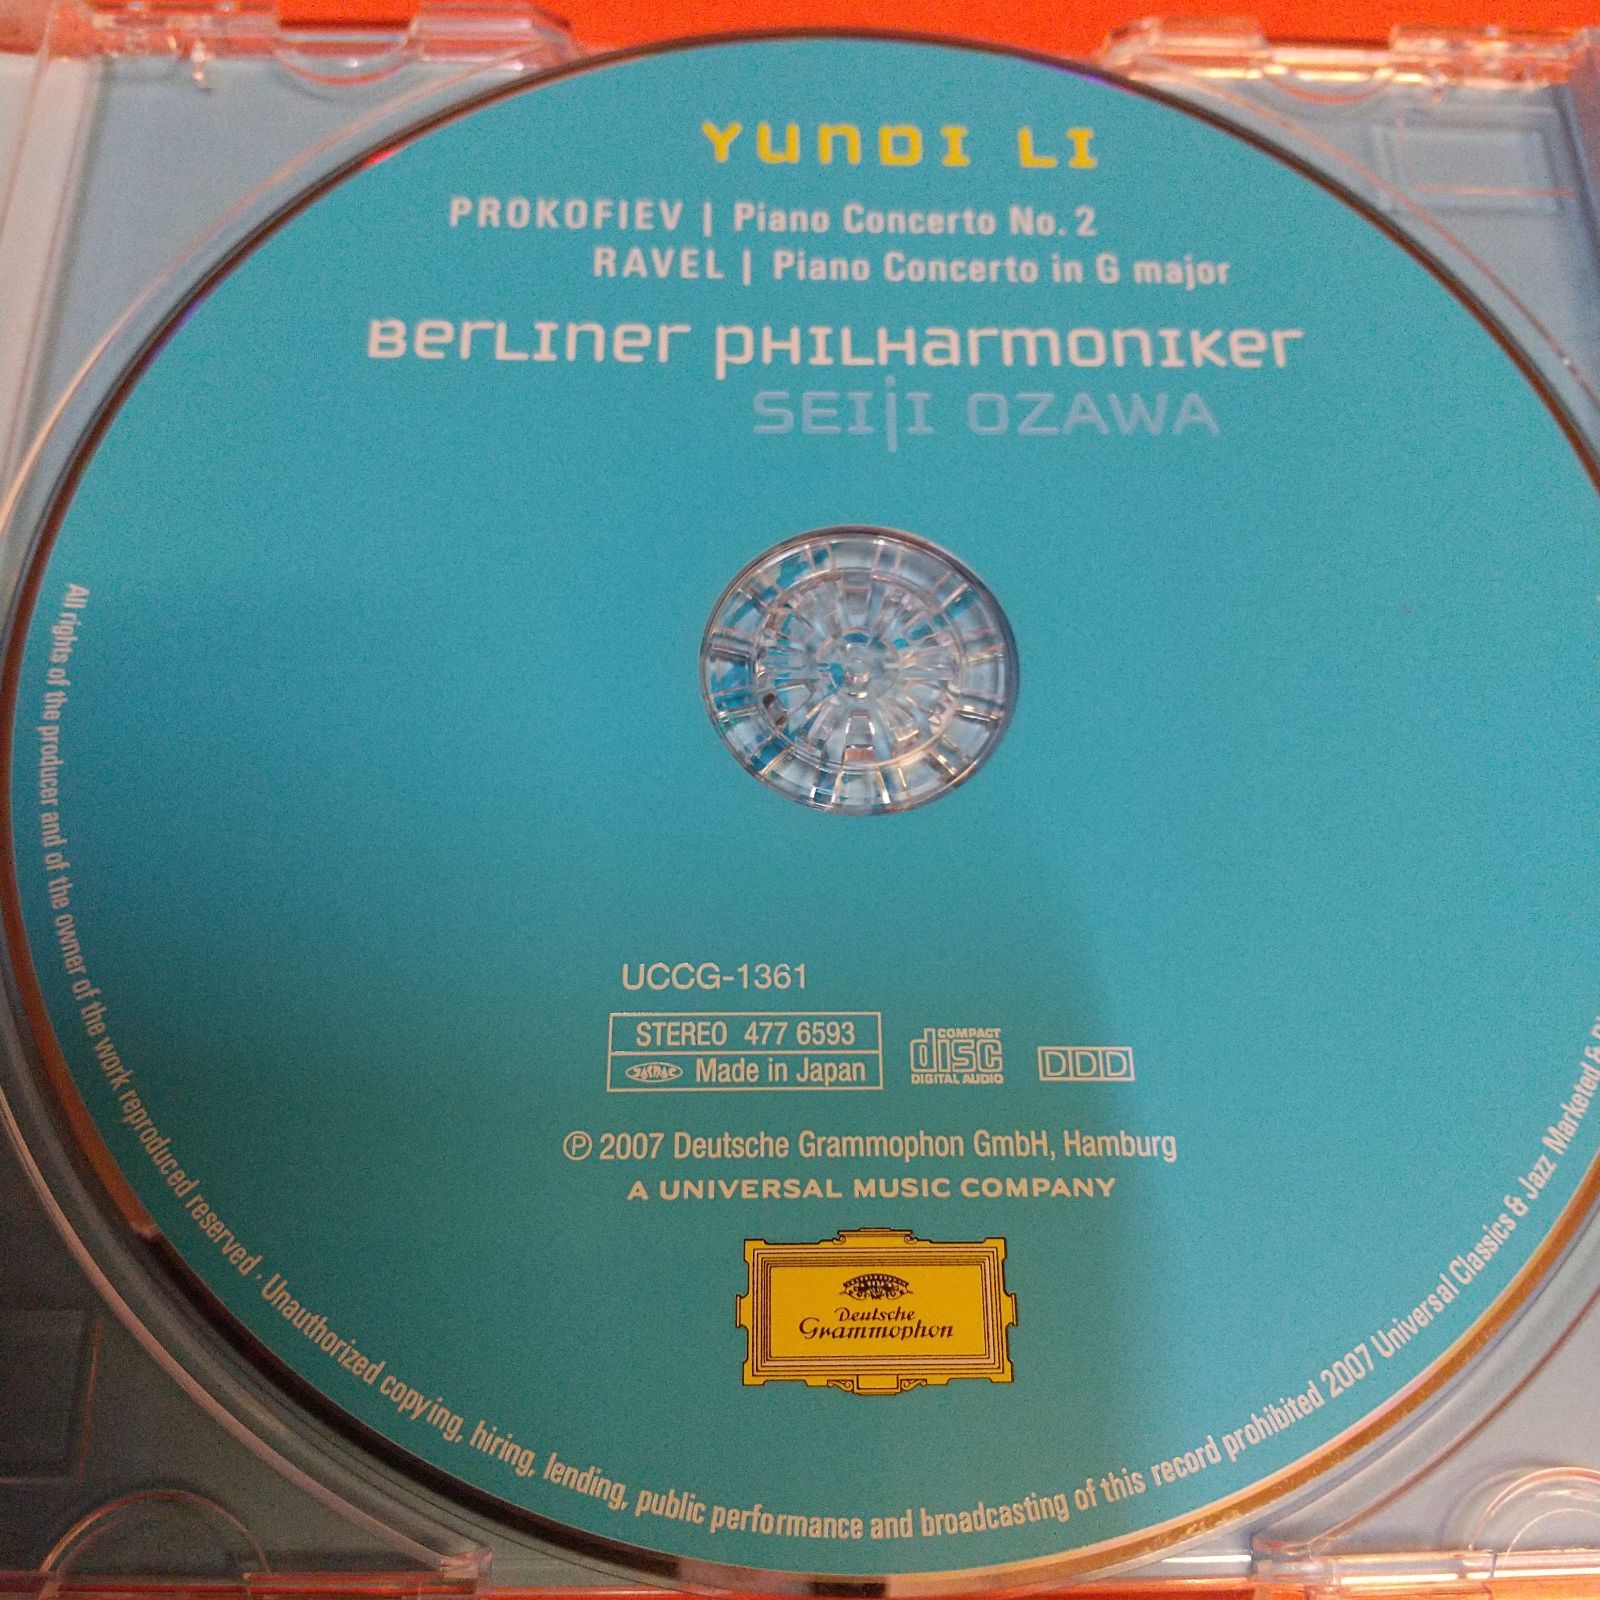 YUNDI LI
PROKOFIEV | Piano Concerto No. 2
RAVEL | Piano Concerto in G major
Berliner Philharmoniker
SEIJI OZAWA
UCCG-1361
STEREO 477 6593
JASRAC Made in Japan
COMPACT
disc
DIGITAL AUDIO
DDD
℗ 2007 Deutsche Grammophon GmbH, Hamburg
A UNIVERSAL MUSIC COMPANY
Deutsche
Grammophon
All rights of the producer and of the owner of the work reproduced reserved · Unauthorized copying, hiring, lending, public performance and broadcasting of this record prohibited 2007 Universal Classics & Jazz Marketed &